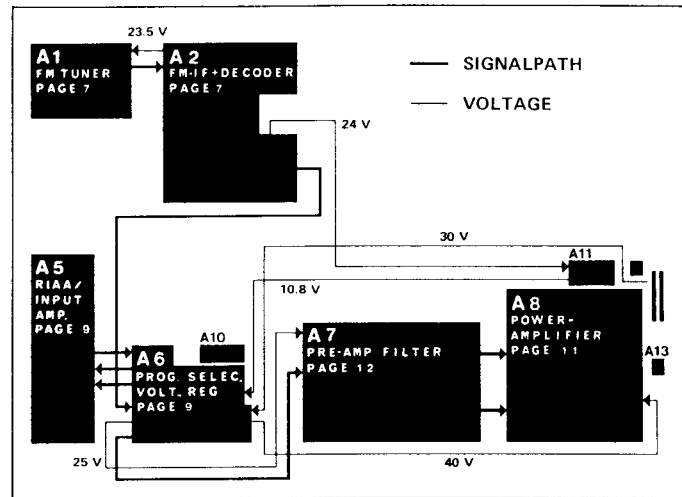 23.5 V
A1
FM TUNER
PAGE 7
A2
FM-IF+DECODER
PAGE 7
SIGNALPATH
VOLTAGE
24 V
30 V
A11
10.8 V
A5
RIAA/
INPUT
AMP.
PAGE 9
A10
A6
PROG. SELEC.
VOLT. REG
PAGE 9
A7
PRE-AMP FILTER
PAGE 12
A8
POWER-
AMPLIFIER
PAGE 11
A13
25 V
40 V